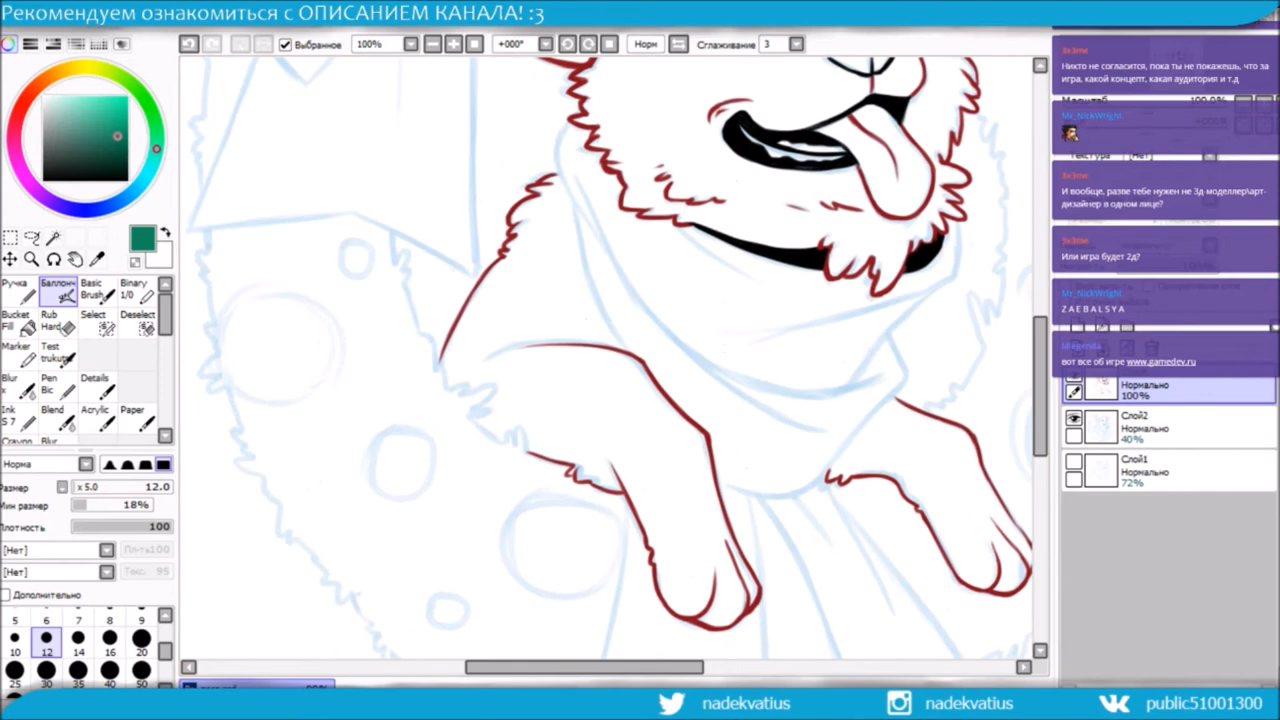 Рекомендуем ознакомиться с ОПИСАНИЕМ КАНАЛА! :3
Выбранное 100% +000° Норм Сглаживание 3
3x3me
Никто не согласится, пока ты не покажешь, что за
игра, какой концепт, какая аудитория и т.д
Mr_NickWright
[Нет]
3x3me
И вообще, разве тебе нужен не 3д-моделлер\арт-
дизайнер в одном лице?
3x3me
Или игра будет 2д?
Mr_NickWright
Z A E B A L S Y A
вот все об игре www.gamedev.ru
Нормально
100%
Слой2
Нормально
40%
Слой1
Нормально
72%
Ручка Basic Brush Binary 1/0
Bucket Fill Rub Hard Select Deselect
Marker Test
Blur Pen Bic Details
Ink S 7 Blend Acrylic Paper
Норма
Размер x 5.0 12.0
Мин размер 18%
Плотность 100
[Нет]
[Нет]
Дополнительно
5 6 7 8 9
10 12 14 16 20
25 30 35 40 50
nadekvatius nadekvatius public51001300